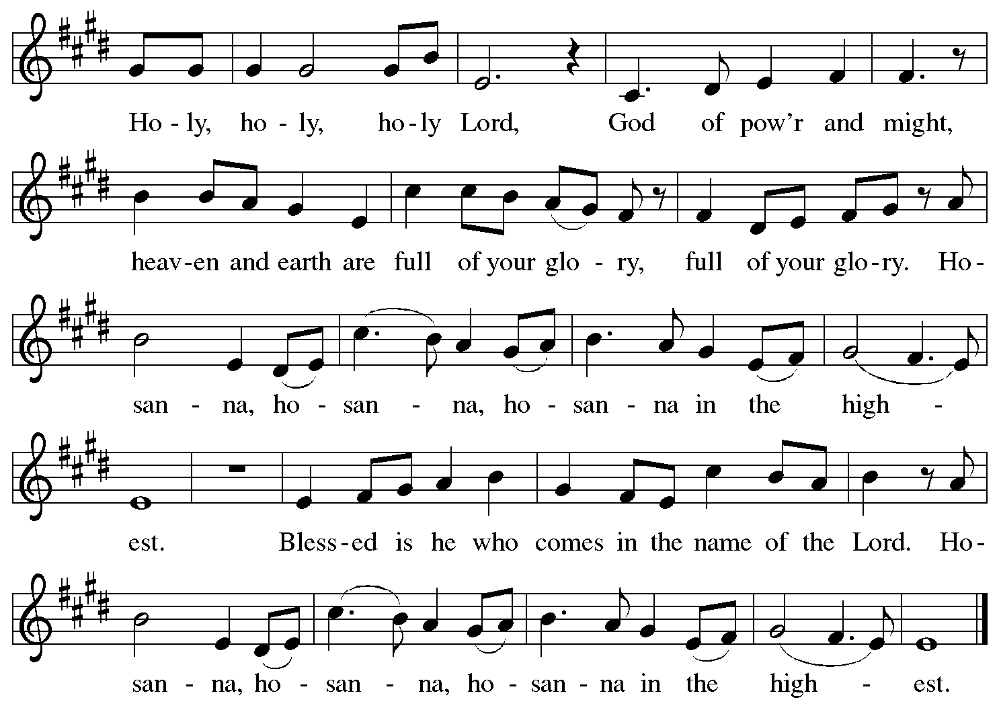 Ho - ly, ho - ly, ho - ly Lord, God of pow’r and might,
heav - en and earth are full of your glo - ry, full of your glo - ry. Ho -
san - na, ho - san - na, ho - san - na in the high -
est. Bless - ed is he who comes in the name of the Lord. Ho -
san - na, ho - san - na, ho - san - na in the high - est.